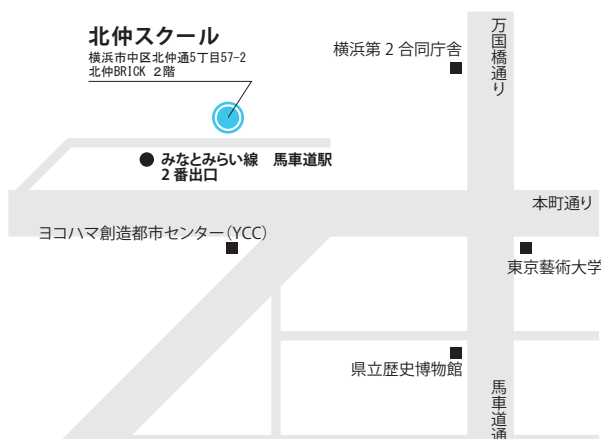 北仲スクール
横浜市中区北仲通5丁目57-2
北仲BRICK 2階
横浜第2合同庁舎
万国橋通り
みなとみらい線 馬車道駅
2番出口
本町通り
ヨコハマ創造都市センター(YCC)
東京藝術大学
県立歴史博物館
馬車道通